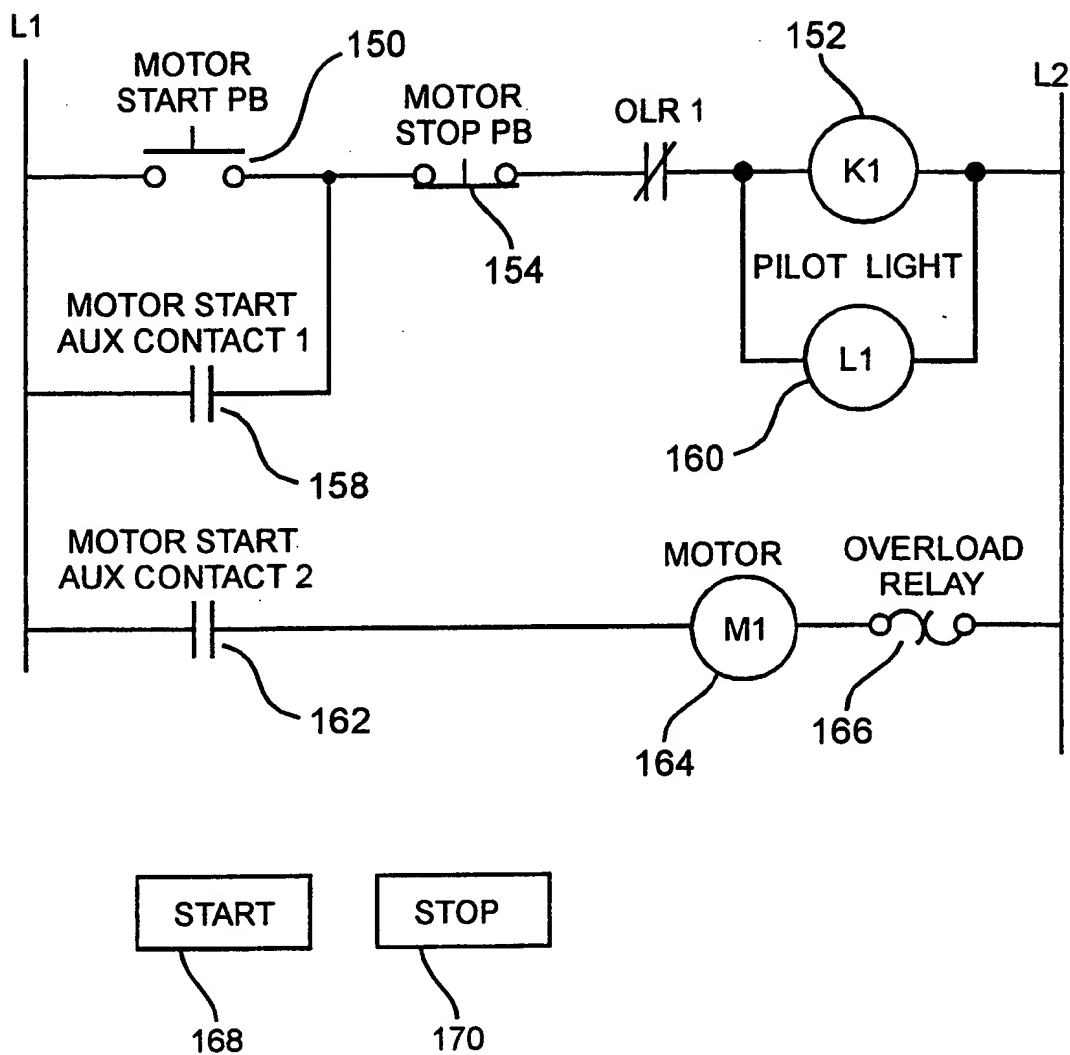 L1
150
152
MOTOR
START PB
MOTOR
STOP PB
OLR 1
L2
K1
154
PILOT LIGHT
MOTOR START
AUX CONTACT 1
L1
158
160
MOTOR START
AUX CONTACT 2
MOTOR
OVERLOAD
RELAY
M1
162
164
166
START
STOP
168
170